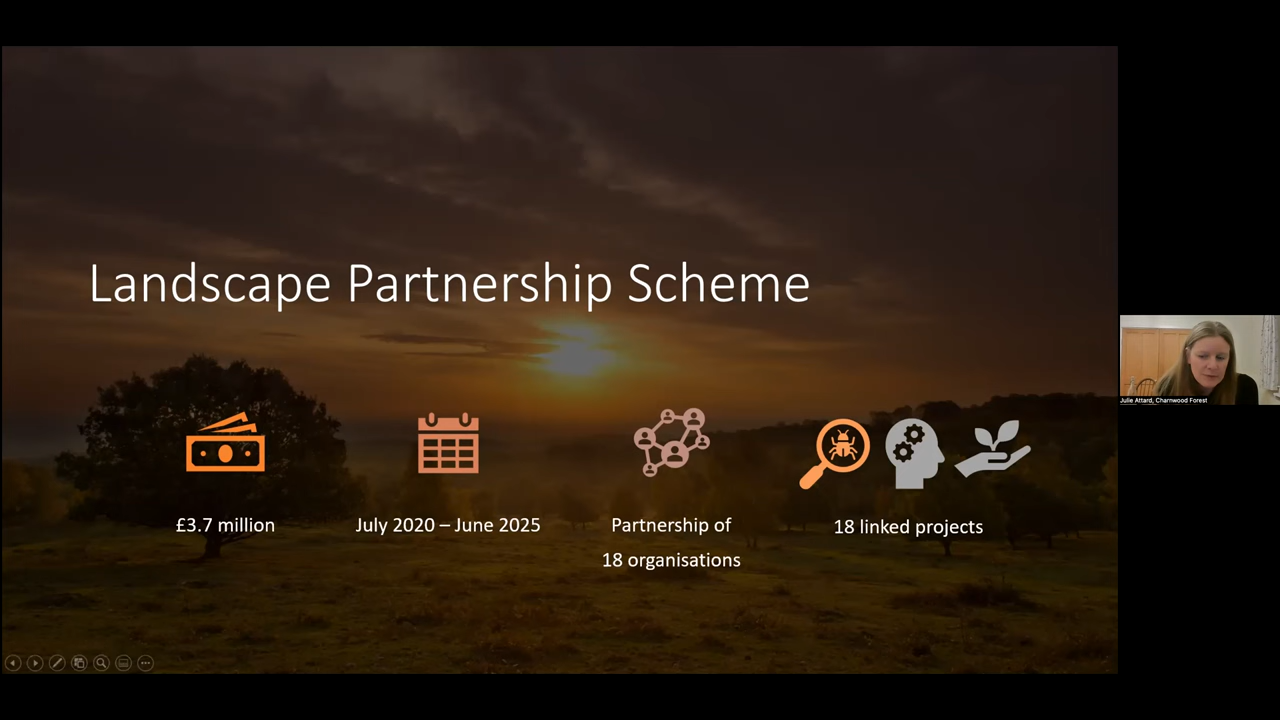 Landscape Partnership Scheme
£3.7 million
July 2020 – June 2025
Partnership of
18 organisations
18 linked projects
Julie Attard, Charnwood Forest